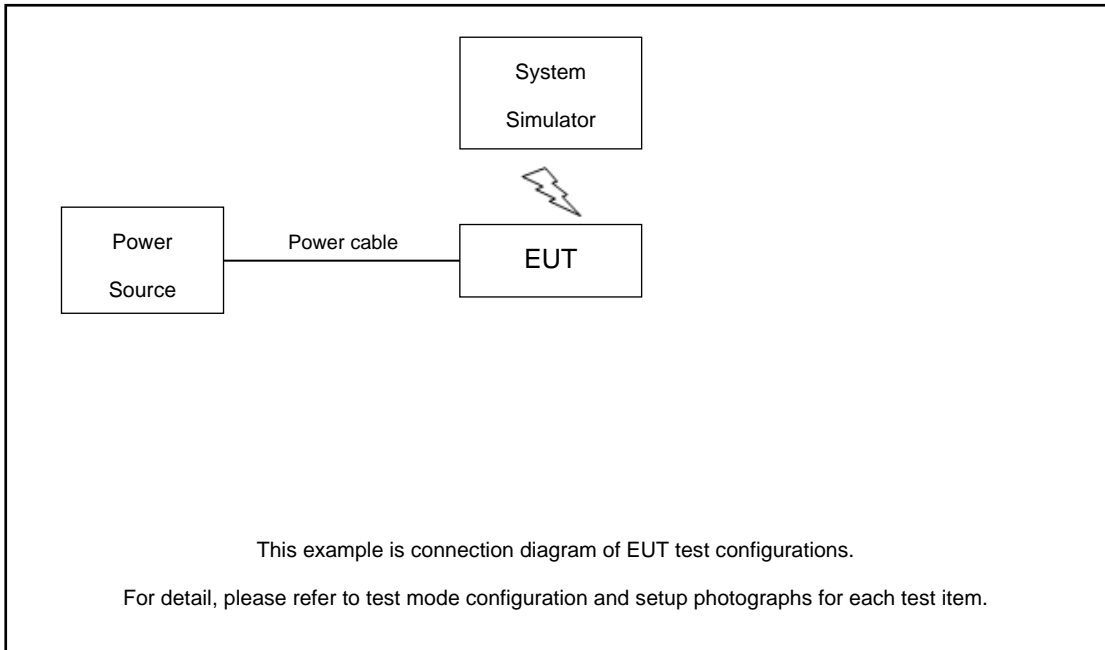 System
Simulator
Power
Source
Power cable
EUT
This example is connection diagram of EUT test configurations.
For detail, please refer to test mode configuration and setup photographs for each test item.